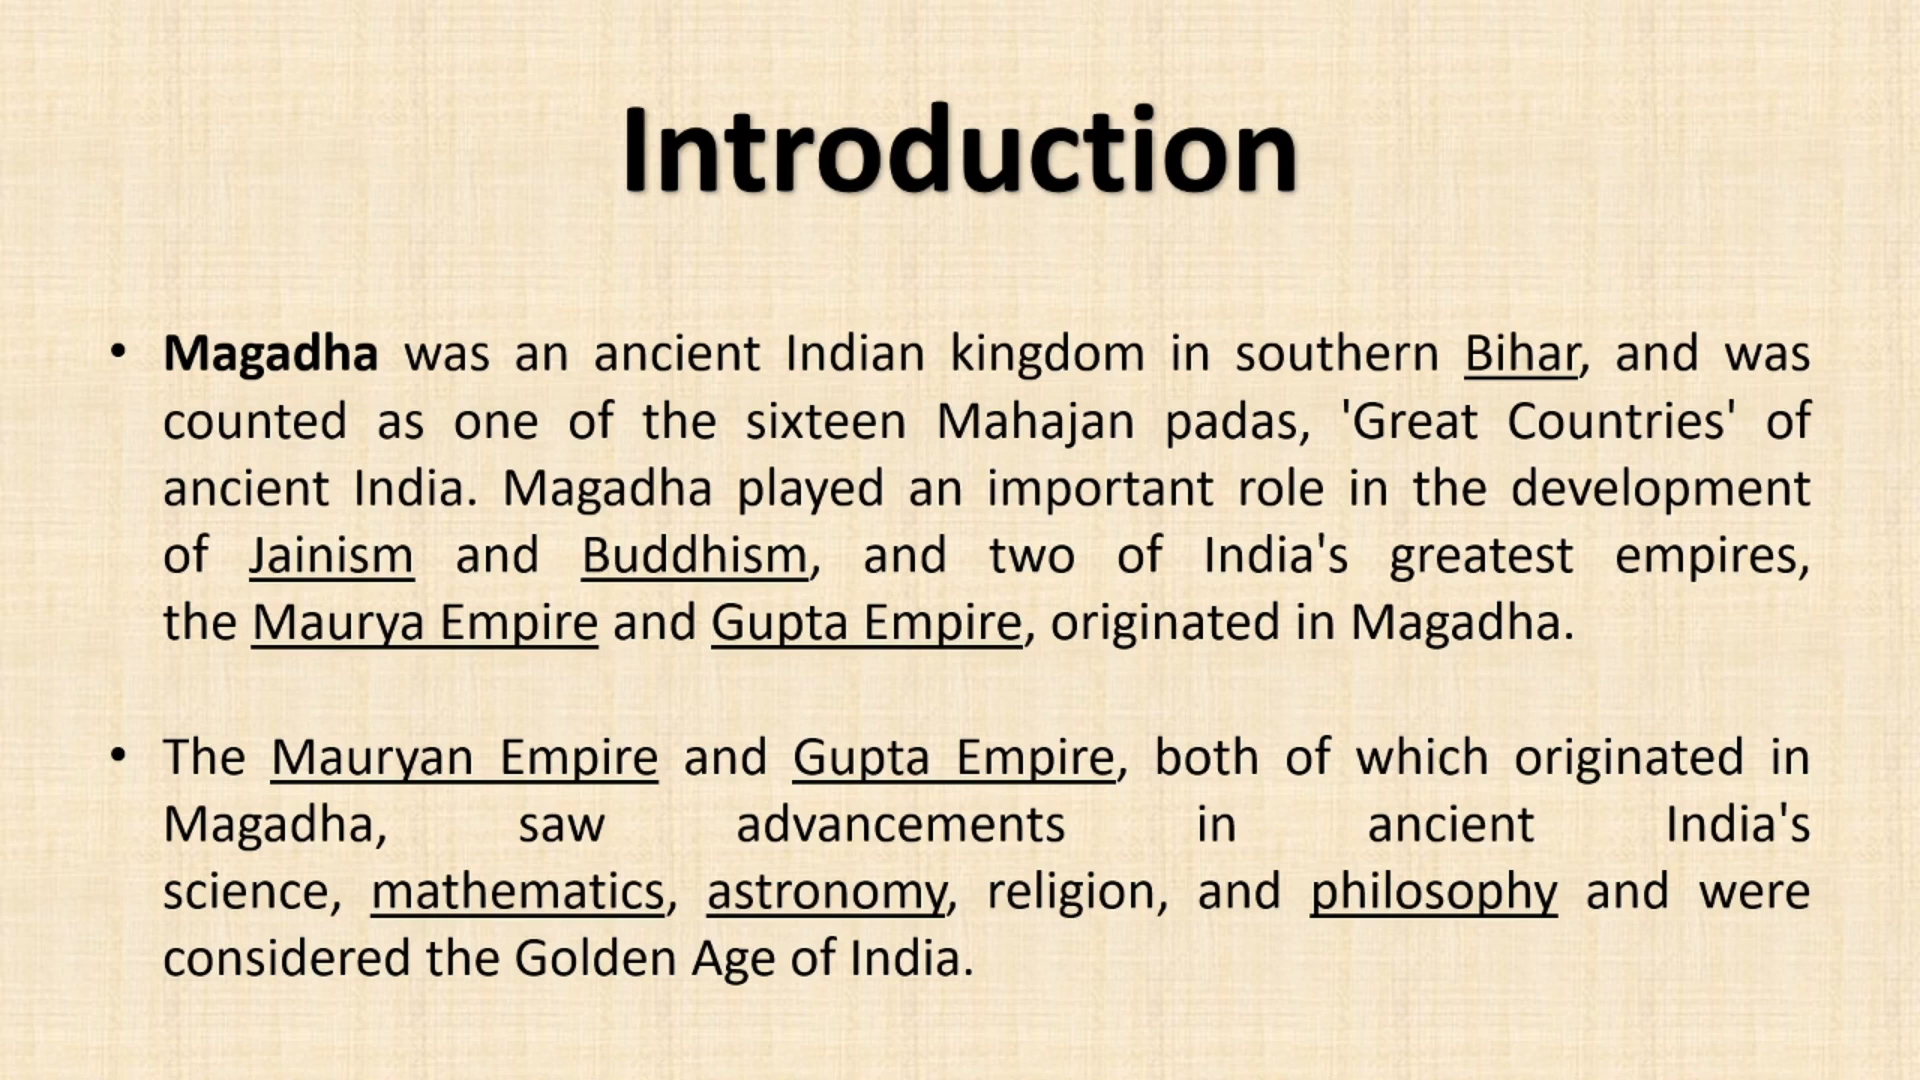 Introduction
• Magadha was an ancient Indian kingdom in southern Bihar, and was
counted as one of the sixteen Mahajan padas, 'Great Countries' of
ancient India. Magadha played an important role in the development
of Jainism and Buddhism, and two of India's greatest empires,
the Maurya Empire and Gupta Empire, originated in Magadha.
• The Mauryan Empire and Gupta Empire, both of which originated in
Magadha, saw advancements in ancient India's
science, mathematics, astronomy, religion, and philosophy and were
considered the Golden Age of India.